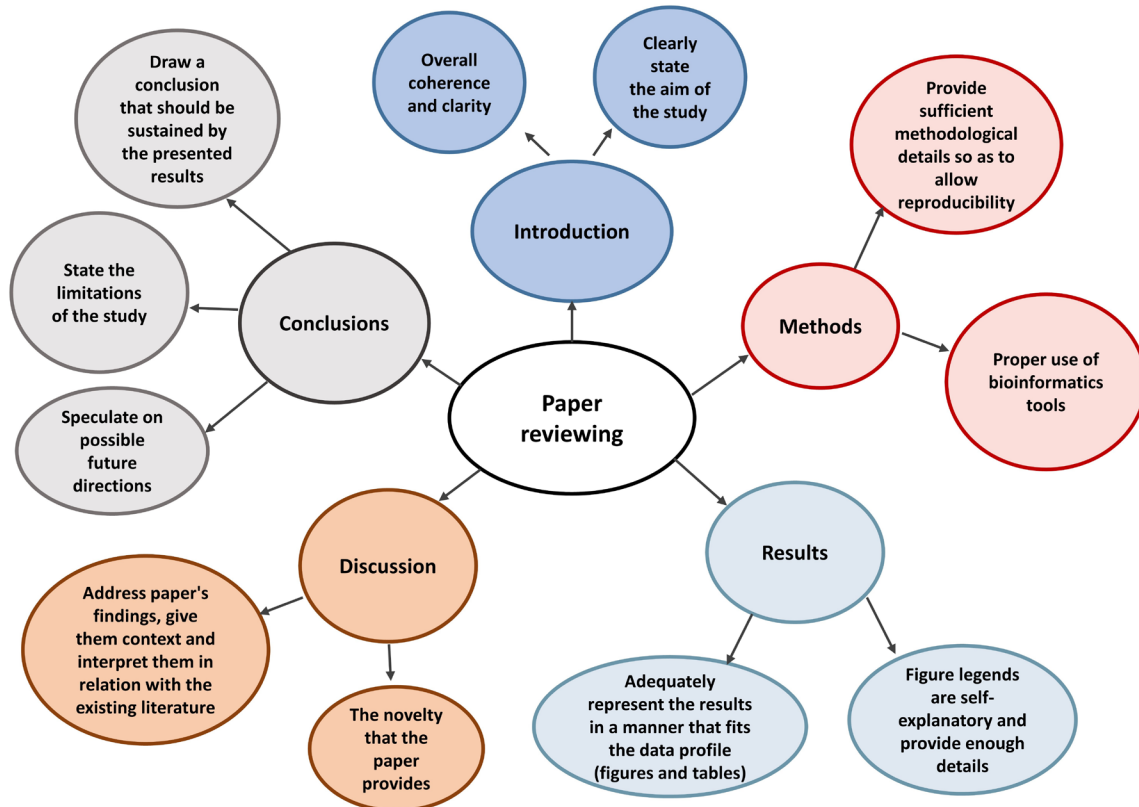 Paper
reviewing
Introduction
Overall
coherence
and clarity
Clearly
state
the aim of
the study
Methods
Provide
sufficient
methodological
details so as to
allow
reproducibility
Proper use of
bioinformatics
tools
Results
Adequately
represent the results
in a manner that fits
the data profile
(figures and tables)
Figure legends
are self-
explanatory and
provide enough
details
Discussion
Address paper's
findings, give
them context and
interpret them in
relation with the
existing literature
The novelty
that the
paper
provides
Conclusions
Draw a
conclusion
that should be
sustained by
the presented
results
State the
limitations
of the study
Speculate on
possible
future
directions